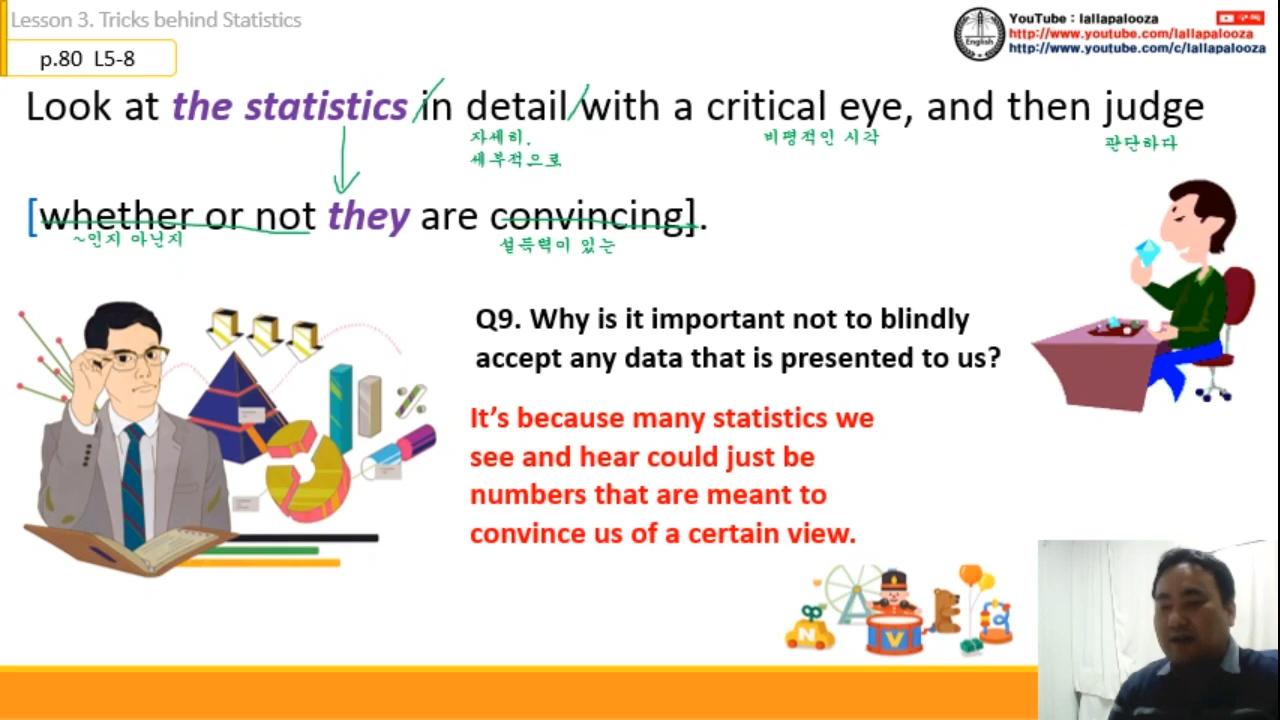 Lesson 3. Tricks behind Statistics
YouTube : lallapalooza
구독
http://www.youtube.com/lallapalooza
http://www.youtube.com/c/lallapalooza
English
p.80 L5-8
Look at the statistics in detail with a critical eye, and then judge
자세히, 비평적인 시각 판단하다
세부적으로
[whether or not they are convincing].
~인지 아닌지 설득력이 있는
Q9. Why is it important not to blindly
accept any data that is presented to us?
It's because many statistics we
see and hear could just be
numbers that are meant to
convince us of a certain view.
%
N A V E